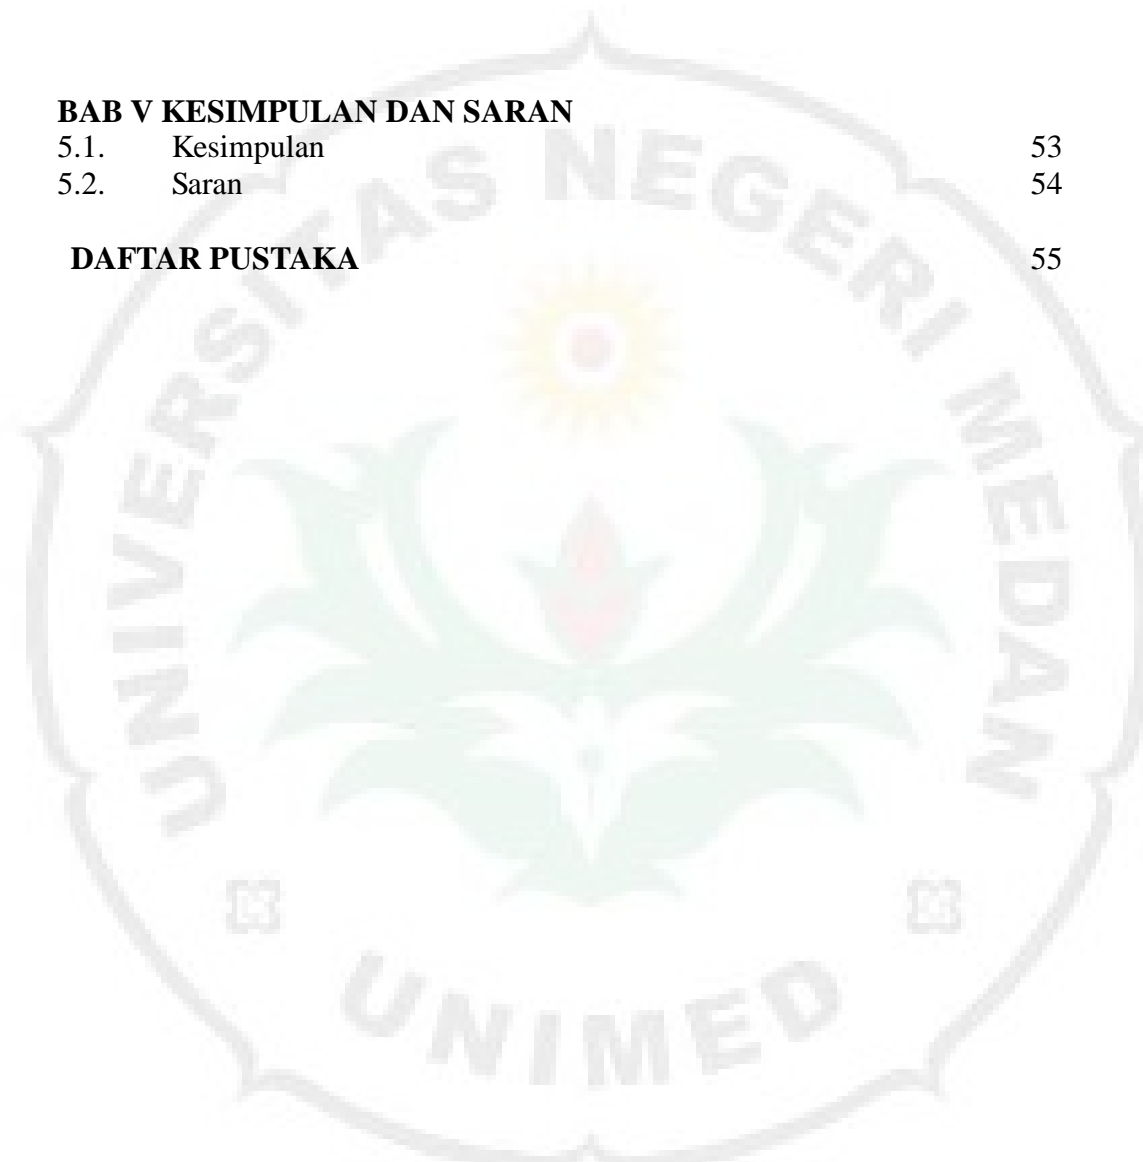 BAB V KESIMPULAN DAN SARAN
5.1. Kesimpulan 53
5.2. Saran 54
DAFTAR PUSTAKA 55
UNIVERSITAS NEGERI MEDAN
UNIMED